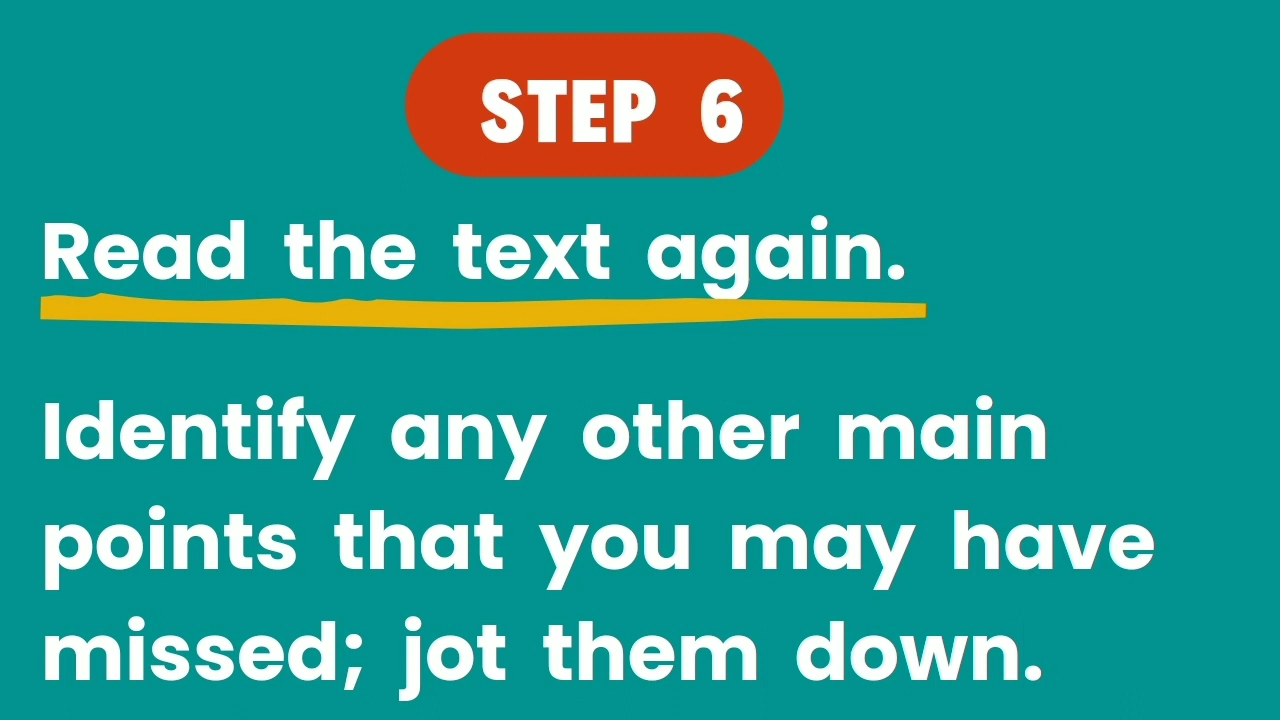 STEP 6
Read the text again.
Identify any other main
points that you may have
missed; jot them down.